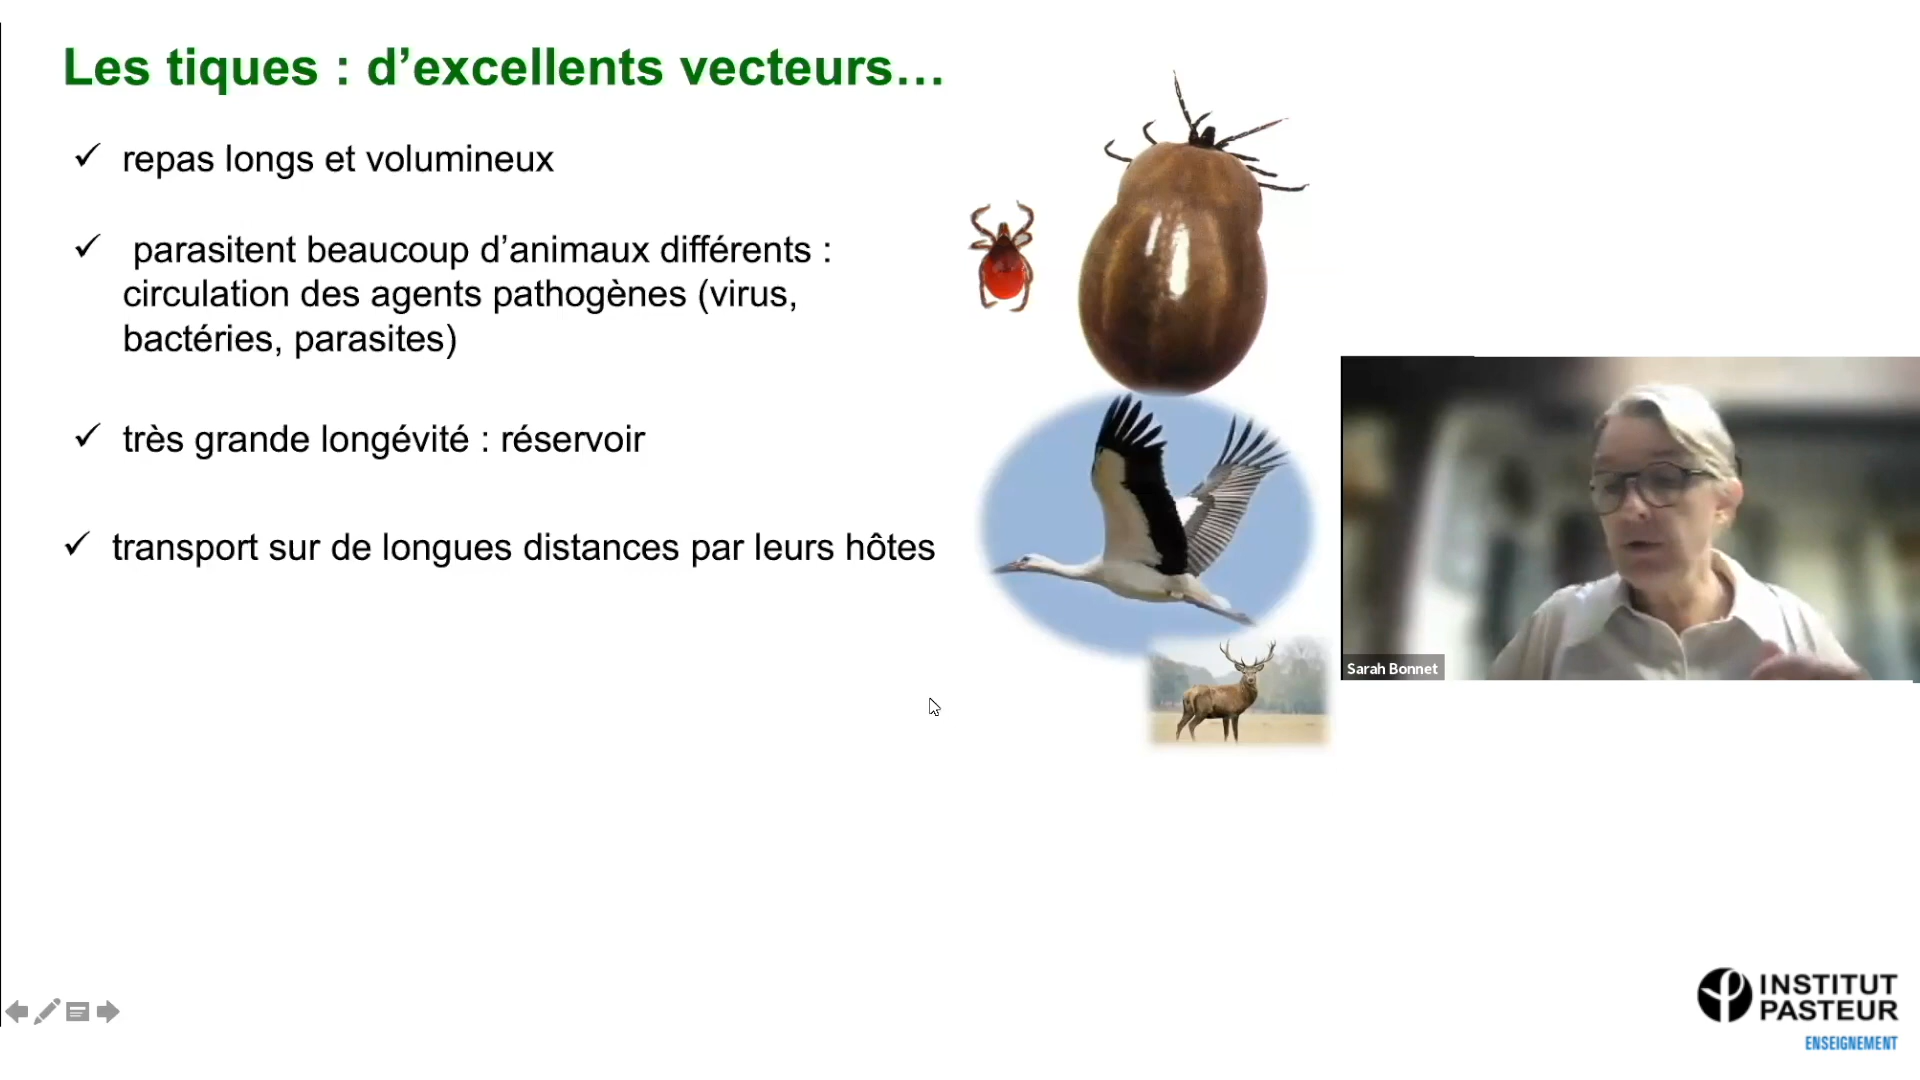 Les tiques : d’excellents vecteurs…
✓ repas longs et volumineux
✓ parasitent beaucoup d’animaux différents :
circulation des agents pathogènes (virus,
bactéries, parasites)
✓ très grande longévité : réservoir
✓ transport sur de longues distances par leurs hôtes
Sarah Bonnet
INSTITUT
PASTEUR
ENSEIGNEMENT